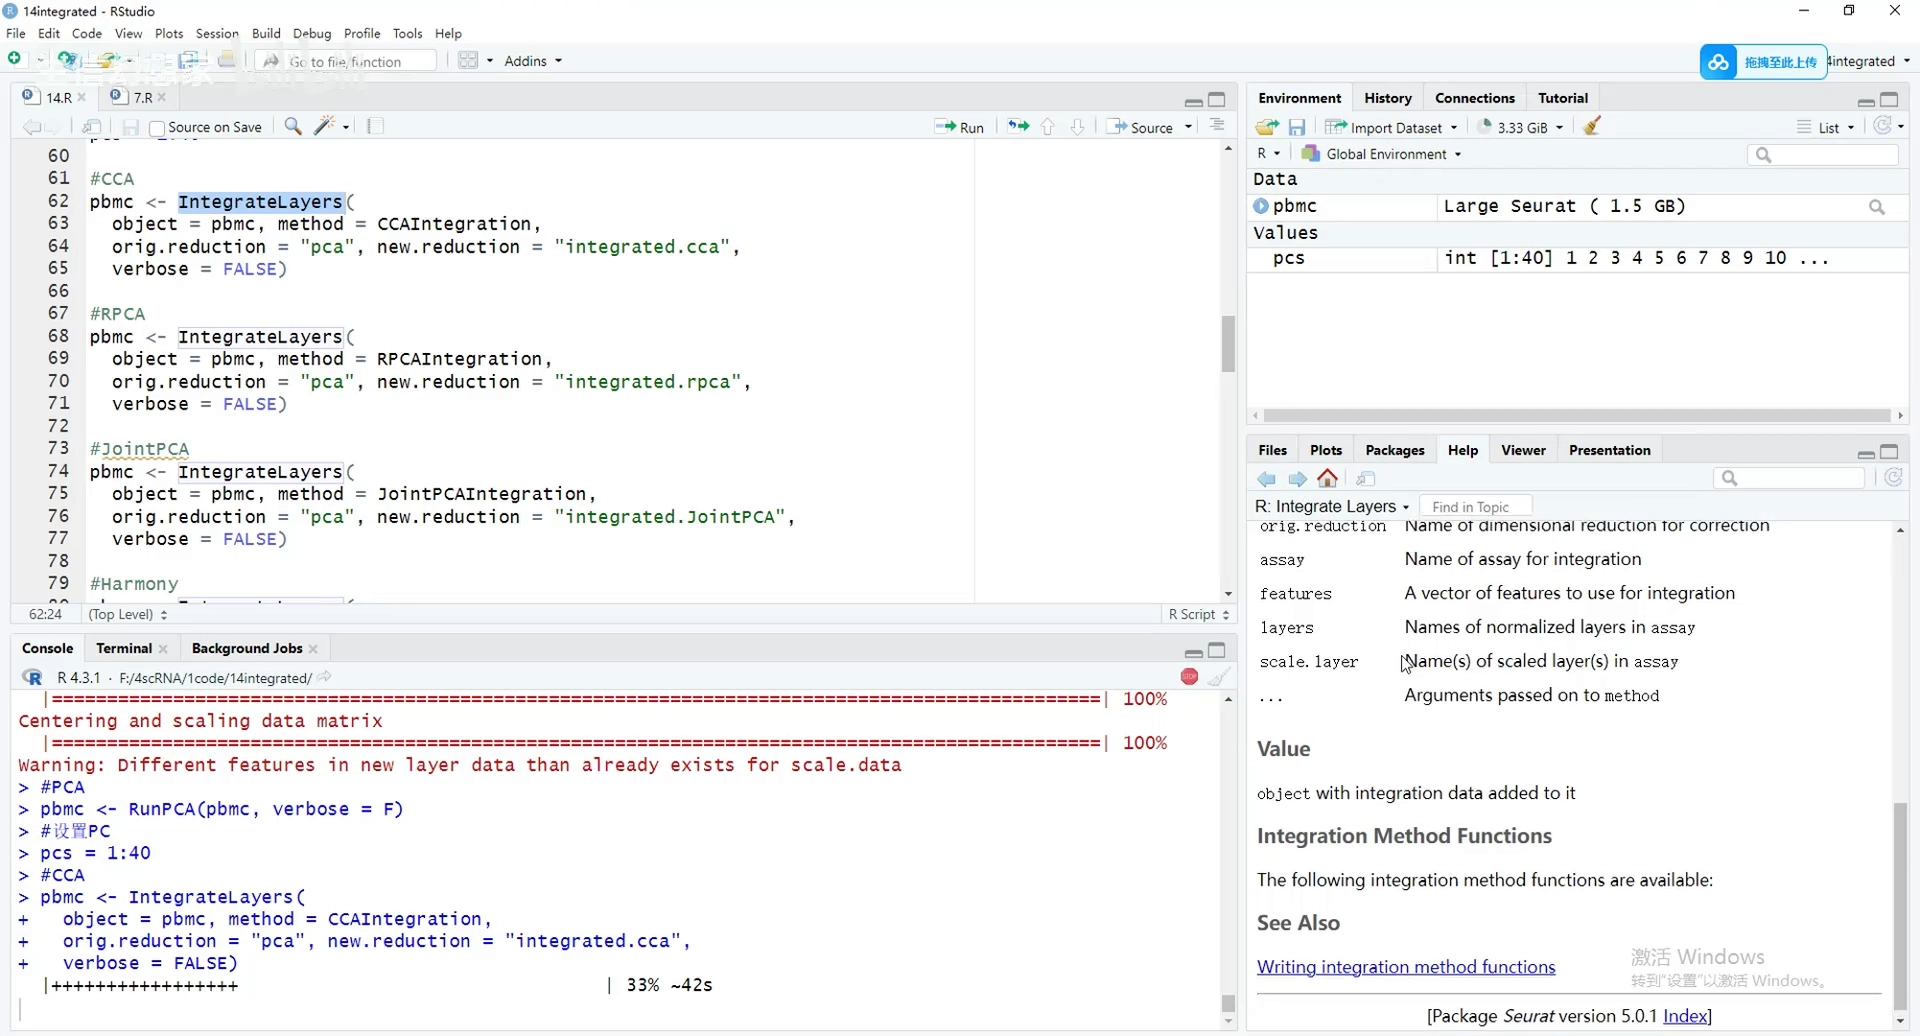 14integrated - RStudio
File Edit Code View Plots Session Build Debug Profile Tools Help
Go to file/function
Addins
拖拽至此上传
14.R
7.R
Source on Save
Run
Source
60
61 #CCA
62 pbmc <- IntegrateLayers(
63 object = pbmc, method = CCAIntegration,
64 orig.reduction = "pca", new.reduction = "integrated.cca",
65 verbose = FALSE)
66
67 #RPCA
68 pbmc <- IntegrateLayers(
69 object = pbmc, method = RPCAIntegration,
70 orig.reduction = "pca", new.reduction = "integrated.rpca",
71 verbose = FALSE)
72
73 #JointPCA
74 pbmc <- IntegrateLayers(
75 object = pbmc, method = JointPCAIntegration,
76 orig.reduction = "pca", new.reduction = "integrated.JointPCA",
77 verbose = FALSE)
78
79 #Harmony
62:24 (Top Level) R Script
Console Terminal Background Jobs
R 4.3.1 · F:/4scRNA/1code/14integrated/
|===============================================================================================| 100%
Centering and scaling data matrix
|===============================================================================================| 100%
Warning: Different features in new layer data than already exists for scale.data
> #PCA
> pbmc <- RunPCA(pbmc, verbose = F)
> #设置PC
> pcs = 1:40
> #CCA
> pbmc <- IntegrateLayers(
+ object = pbmc, method = CCAIntegration,
+ orig.reduction = "pca", new.reduction = "integrated.cca",
+ verbose = FALSE)
|+++++++++++++++++ | 33% ~42s
Environment History Connections Tutorial
Import Dataset 3.33 GiB List
R Global Environment
Data
pbmc Large Seurat ( 1.5 GB)
Values
pcs int [1:40] 1 2 3 4 5 6 7 8 9 10 ...
Files Plots Packages Help Viewer Presentation
R: Integrate Layers Find in Topic
orig.reduction Name of dimensional reduction for correction
assay Name of assay for integration
features A vector of features to use for integration
layers Names of normalized layers in assay
scale.layer Name(s) of scaled layer(s) in assay
... Arguments passed on to method
Value
object with integration data added to it
Integration Method Functions
The following integration method functions are available:
See Also
Writing integration method functions
激活 Windows
转到"设置"以激活 Windows。
[Package Seurat version 5.0.1 Index]